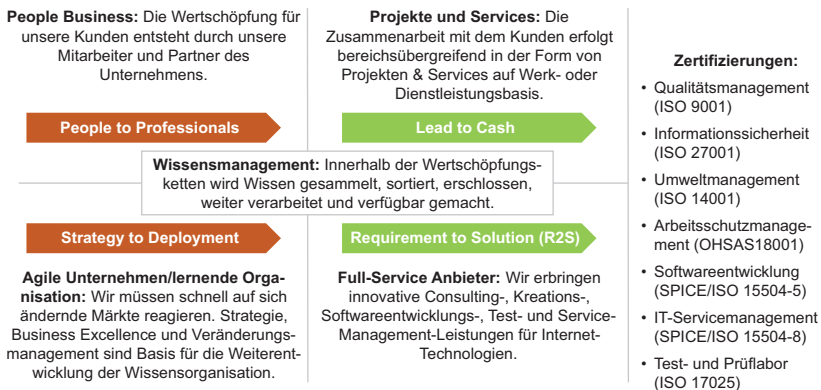 People Business: Die Wertschöpfung für
unsere Kunden entsteht durch unsere
Mitarbeiter und Partner des
Unternehmens.
People to Professionals
Projekte und Services: Die
Zusammenarbeit mit dem Kunden erfolgt
bereichsübergreifend in der Form von
Projekten & Services auf Werk- oder
Dienstleistungsbasis.
Lead to Cash
Wissensmanagement: Innerhalb der Wertschöpfungs-
ketten wird Wissen gesammelt, sortiert, erschlossen,
weiter verarbeitet und verfügbar gemacht.
Strategy to Deployment
Agile Unternehmen/lernende Orga-
nisation: Wir müssen schnell auf sich
ändernde Märkte reagieren. Strategie,
Business Excellence und Veränderungs-
management sind Basis für die Weiterent-
wicklung der Wissensorganisation.
Requirement to Solution (R2S)
Full-Service Anbieter: Wir erbringen
innovative Consulting-, Kreations-,
Softwareentwicklungs-, Test- und Service-
Management-Leistungen für Internet-
Technologien.
Zertifizierungen:
• Qualitätsmanagement
(ISO 9001)
• Informationssicherheit
(ISO 27001)
• Umweltmanagement
(ISO 14001)
• Arbeitsschutzmanage-
ment (OHSAS18001)
• Softwareentwicklung
(SPICE/ISO 15504-5)
• IT-Servicemanagement
(SPICE/ISO 15504-8)
• Test- und Prüflabor
(ISO 17025)